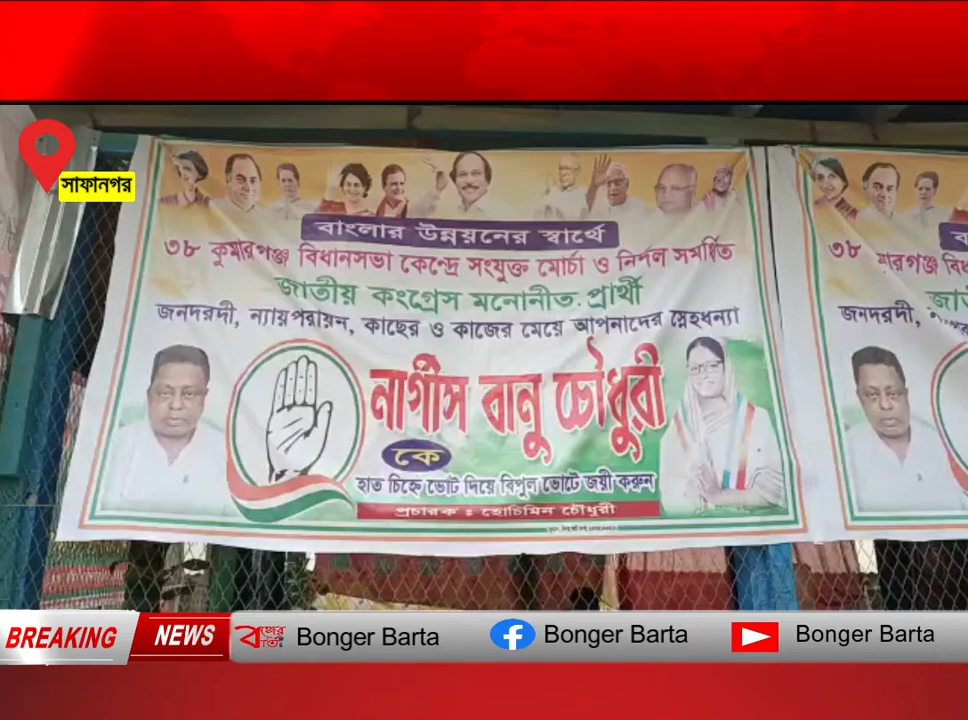 সাফানগর
বাংলার উন্নয়নের স্বার্থে
৩৮ কুমারগঞ্জ বিধানসভা কেন্দ্রে সংযুক্ত মোর্চা ও নির্দল সমর্থিত
জাতীয় কংগ্রেস মনোনীত প্রার্থী
জনদরদী, ন্যায়পরায়ন, কাছের ও কাজের মেয়ে আপনাদের স্নেহধন্যা
নার্গীস বানু চৌধুরী
কে
হাত চিহ্নে ভোট দিয়ে বিপুল ভোটে জয়ী করুন
প্রচারক : হোচিমিন চৌধুরী
৩৮
জনদরদী,
BREAKING NEWS বঙ্গের বার্তা Bonger Barta Bonger Barta Bonger Barta